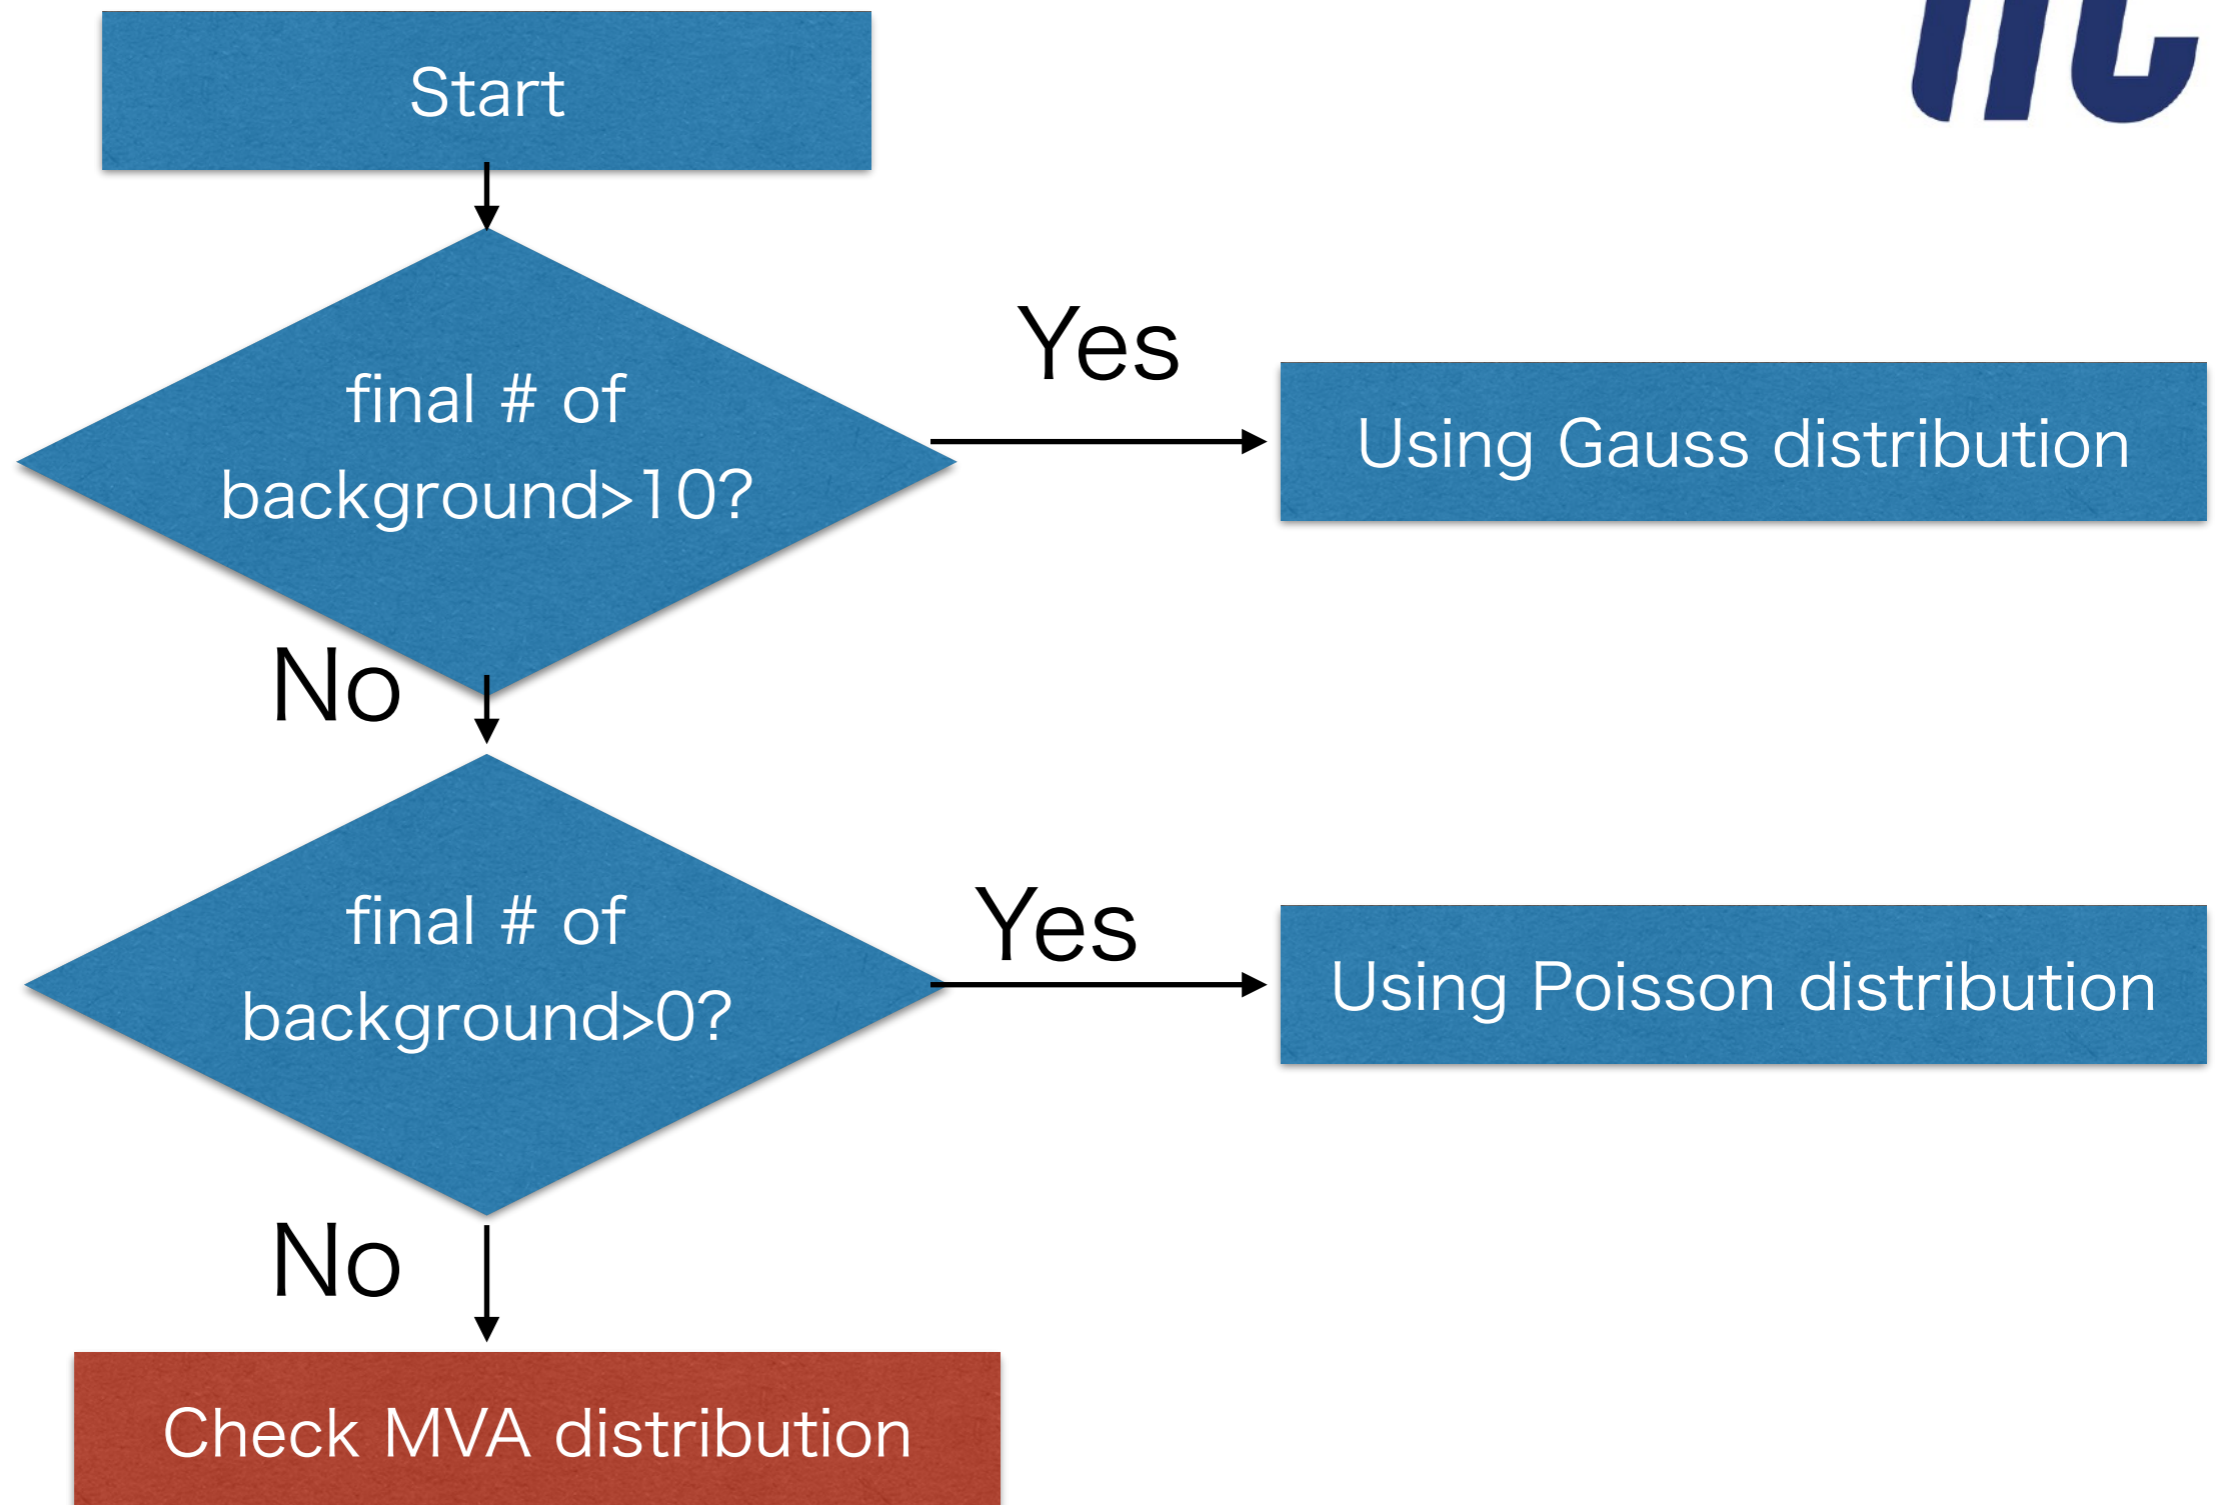 Start
final # of
background>10?
Yes
Using Gauss distribution
No
final # of
background>0?
Yes
Using Poisson distribution
No
Check MVA distribution